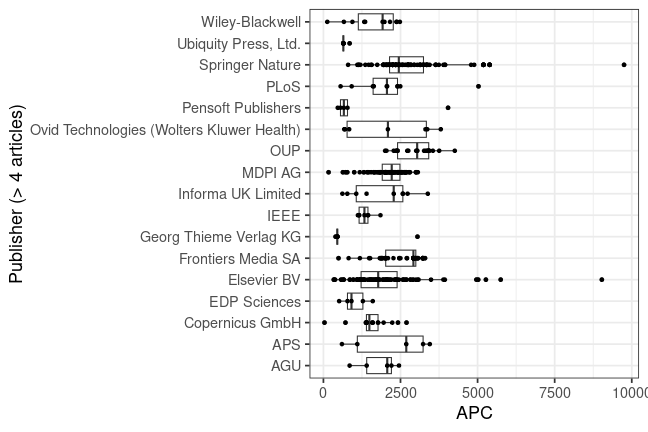 Publisher (> 4 articles)
Wiley-Blackwell
Ubiquity Press, Ltd.
Springer Nature
PLoS
Pensoft Publishers
Ovid Technologies (Wolters Kluwer Health)
OUP
MDPI AG
Informa UK Limited
IEEE
Georg Thieme Verlag KG
Frontiers Media SA
Elsevier BV
EDP Sciences
Copernicus GmbH
APS
AGU
0 2500 5000 7500 10000
APC